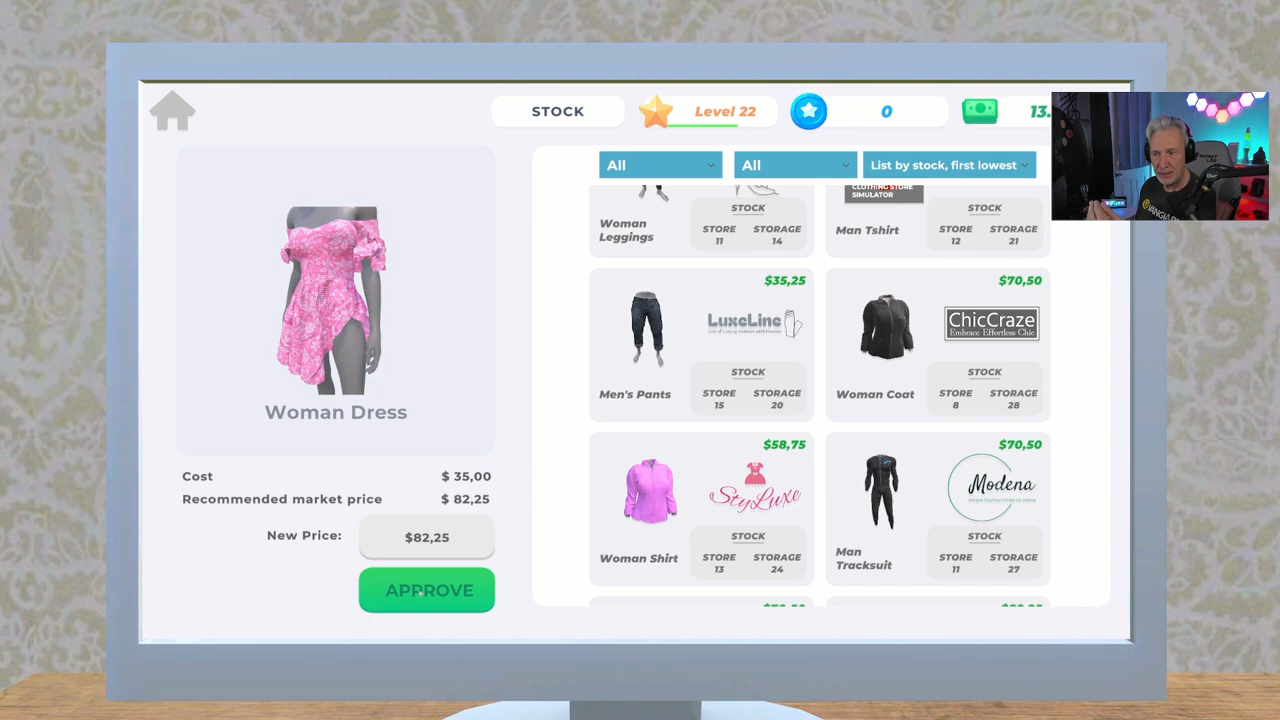 STOCK
Level 22
0
13.
All
All
List by stock, first lowest
Woman Dress
Cost
$ 35,00
Recommended market price
$ 82,25
New Price:
$82,25
APPROVE
Woman
Leggings
STOCK
STORE
11
STORAGE
14
CLOTHING STORE
SIMULATOR
Man Tshirt
STOCK
STORE
12
STORAGE
21
$35,25
LuxeLine
Men's Pants
STOCK
STORE
15
STORAGE
20
$70,50
ChicCraze
Embrace Effortless Chic
Woman Coat
STOCK
STORE
8
STORAGE
28
$58,75
StyLuxe
Woman Shirt
STOCK
STORE
13
STORAGE
24
$70,50
Modena
Man
Tracksuit
STOCK
STORE
11
STORAGE
27